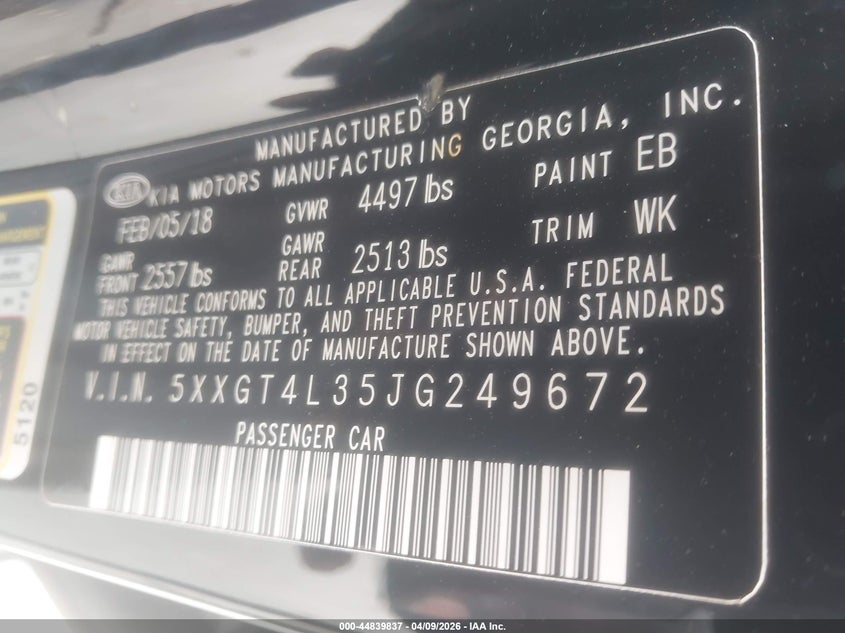 MANUFACTURED BY
KIA KIA MOTORS MANUFACTURING GEORGIA, INC.
FEB/05/18 GVWR 4497 lbs PAINT EB
GAWR FRONT 2557 lbs GAWR REAR 2513 lbs TRIM WK
THIS VEHICLE CONFORMS TO ALL APPLICABLE U.S.A. FEDERAL
MOTOR VEHICLE SAFETY, BUMPER, AND THEFT PREVENTION STANDARDS
IN EFFECT ON THE DATE OF MANUFACTURE SHOWN ABOVE.
V.I.N. 5XXGT4L35JG249672
PASSENGER CAR
5120
000-44839837 - 04/09/2026 - IAA Inc.